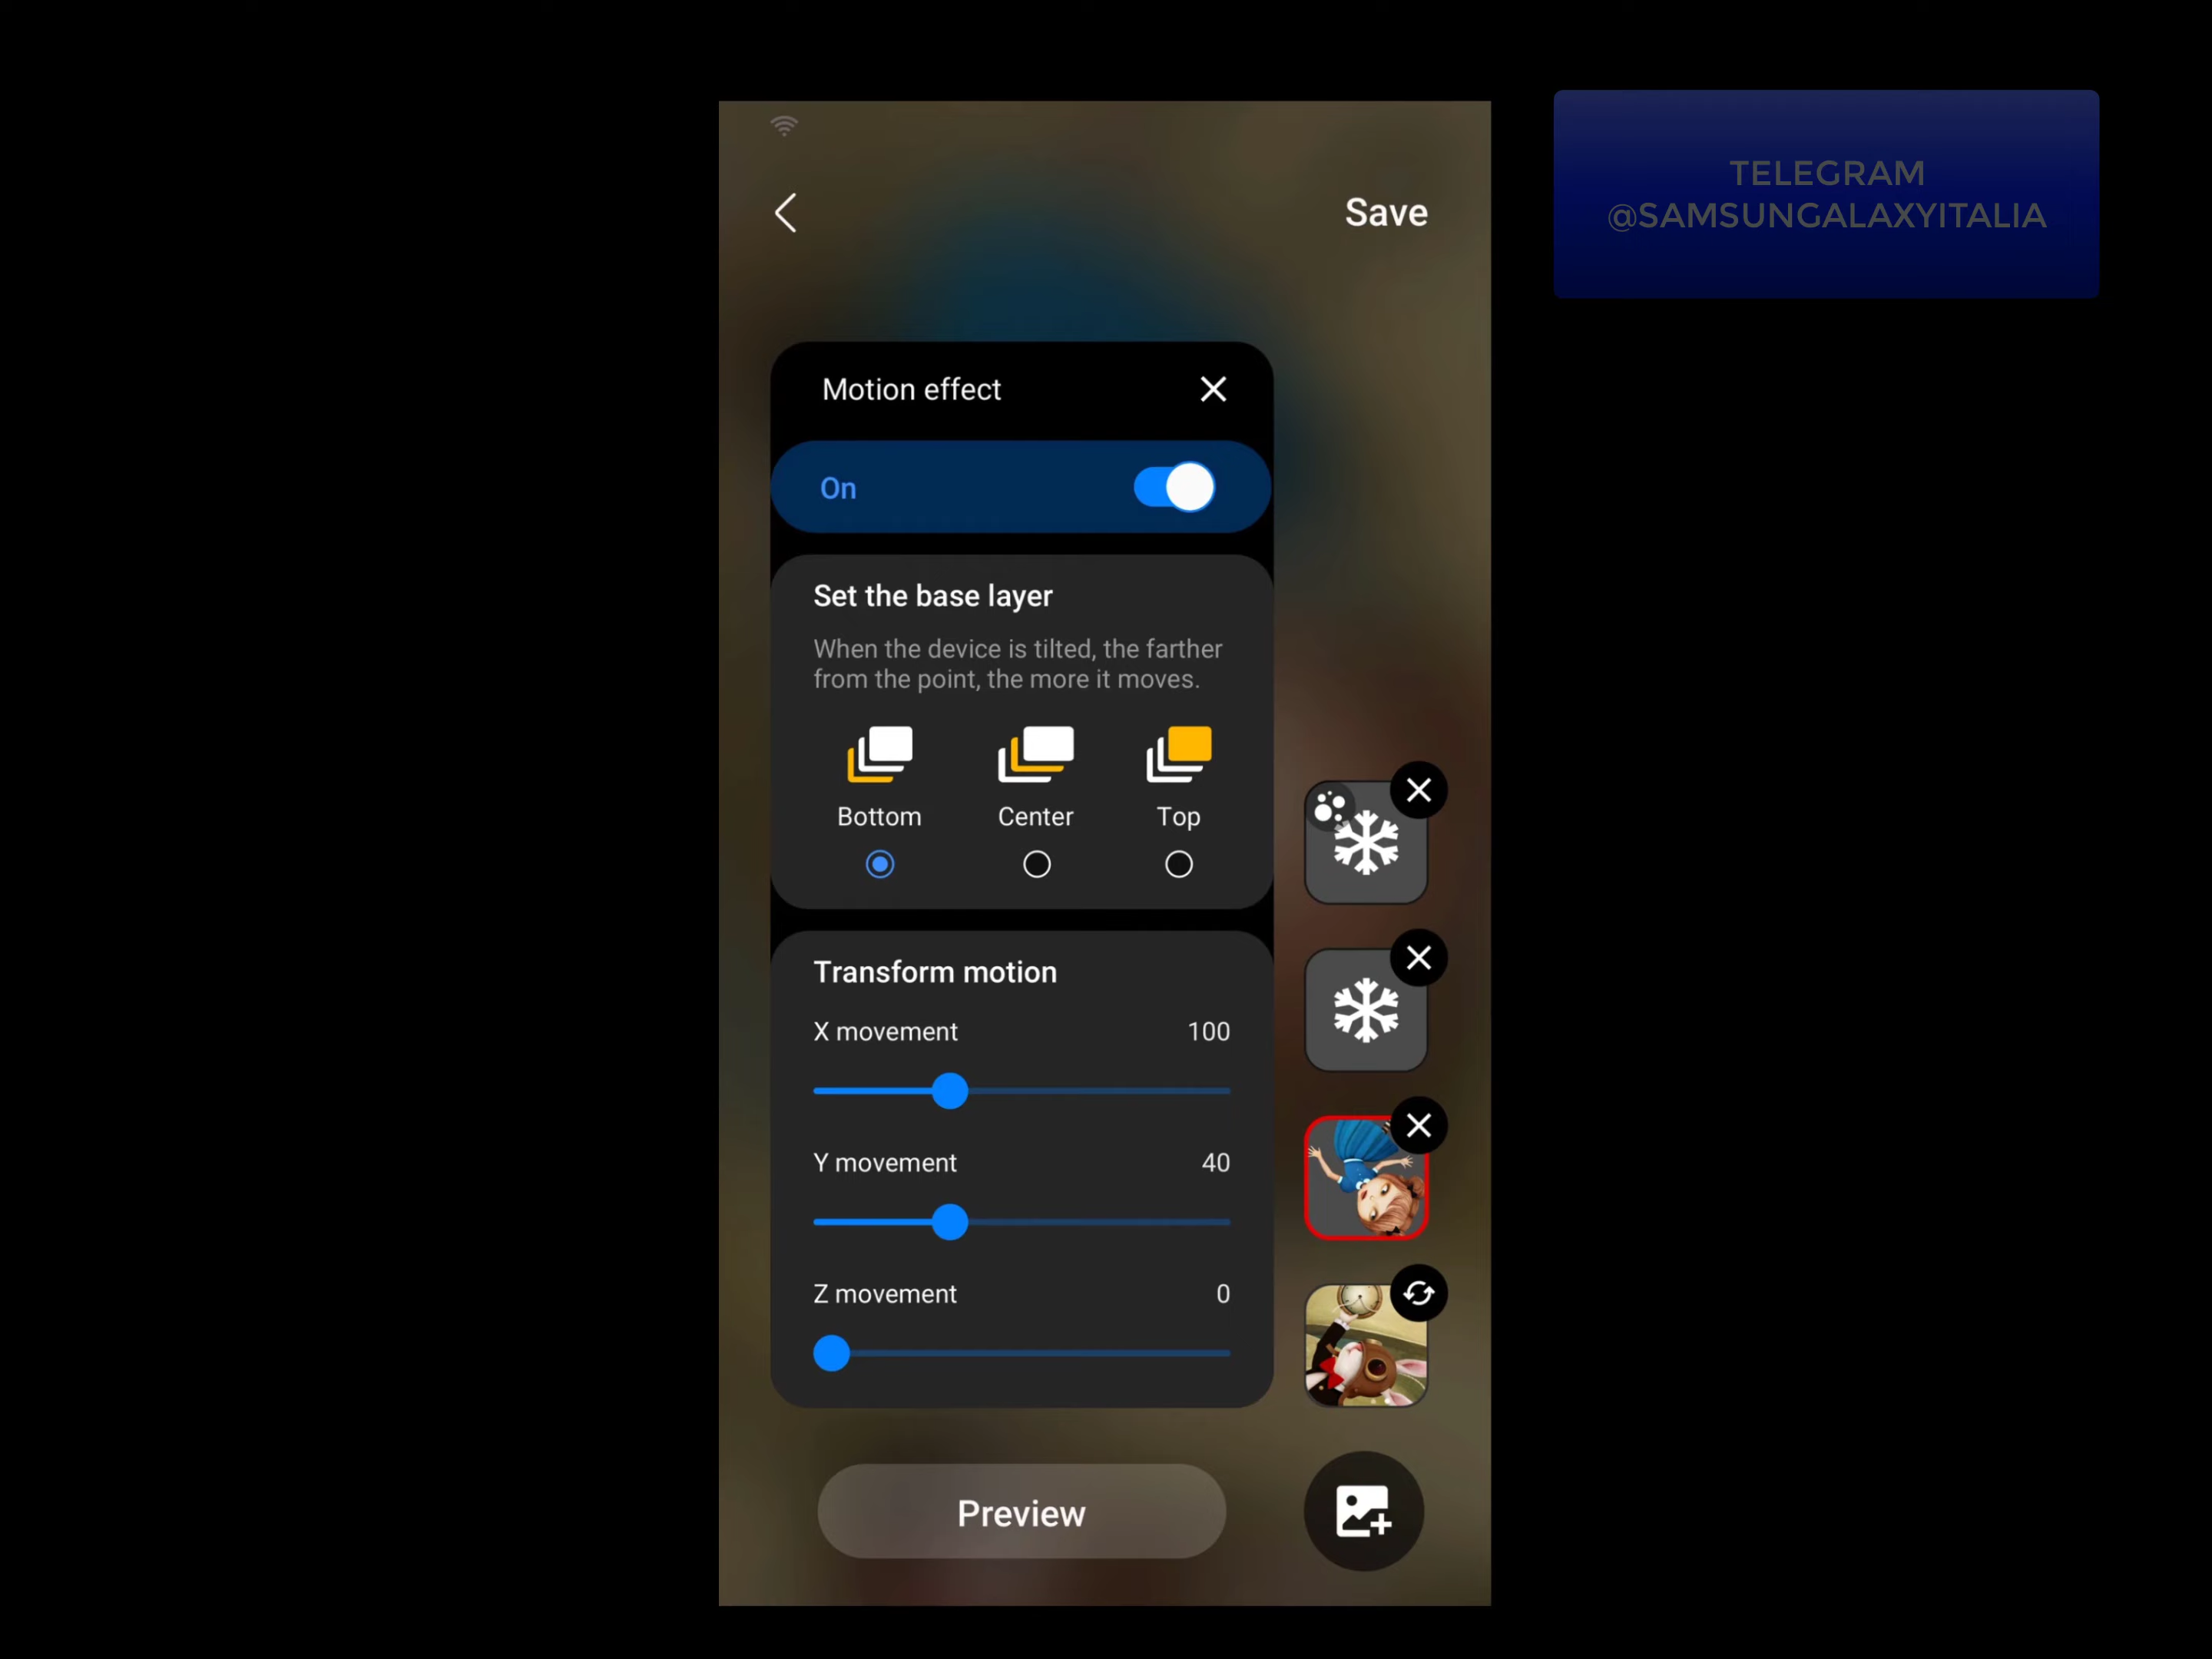 TELEGRAM
@SAMSUNGALAXYITALIA
Save
Motion effect
On
Set the base layer
When the device is tilted, the farther
from the point, the more it moves.
Bottom Center Top
Transform motion
X movement 100
Y movement 40
Z movement 0
Preview